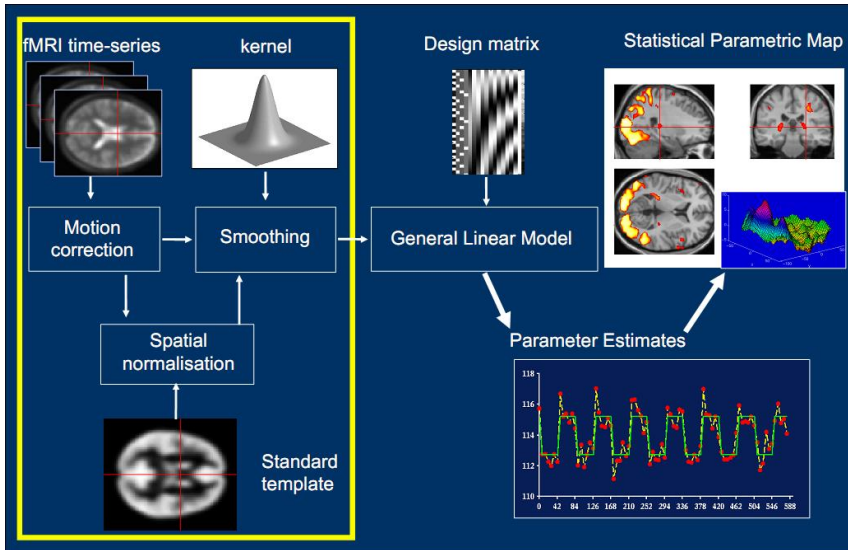 fMRI time-series
kernel
Design matrix
Statistical Parametric Map
Motion
correction
Smoothing
General Linear Model
Spatial
normalisation
Parameter Estimates
Standard
template
118
116
114
112
110
0 42 84 126 168 210 252 294 336 378 420 462 504 546 588